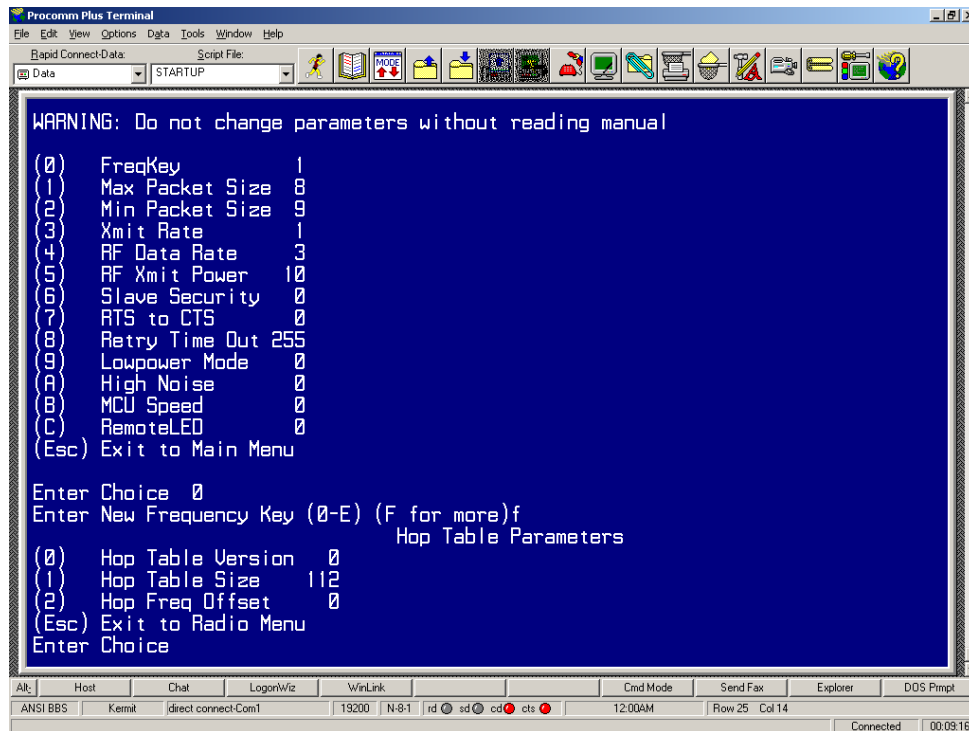 Procomm Plus Terminal
File Edit View Options Data Tools Window Help
Rapid Connect-Data: Script File:
Data STARTUP
MODE
WARNING: Do not change parameters without reading manual
(0) FreqKey 1
(1) Max Packet Size 8
(2) Min Packet Size 9
(3) Xmit Rate 1
(4) RF Data Rate 3
(5) RF Xmit Power 10
(6) Slave Security 0
(7) RTS to CTS 0
(8) Retry Time Out 255
(9) Lowpower Mode 0
(A) High Noise 0
(B) MCU Speed 0
(C) RemoteLED 0
(Esc) Exit to Main Menu
Enter Choice 0
Enter New Frequency Key (0-E) (F for more)f
Hop Table Parameters
(0) Hop Table Version 0
(1) Hop Table Size 112
(2) Hop Freq Offset 0
(Esc) Exit to Radio Menu
Enter Choice
Alt: Host Chat LogonWiz WinLink Cmd Mode Send Fax Explorer DOS Prmpt
ANSI BBS Kermit direct connect-Com1 19200 N-8-1 rd sd cd cts 12:00AM Row 25 Col 14
Connected 00:09:16